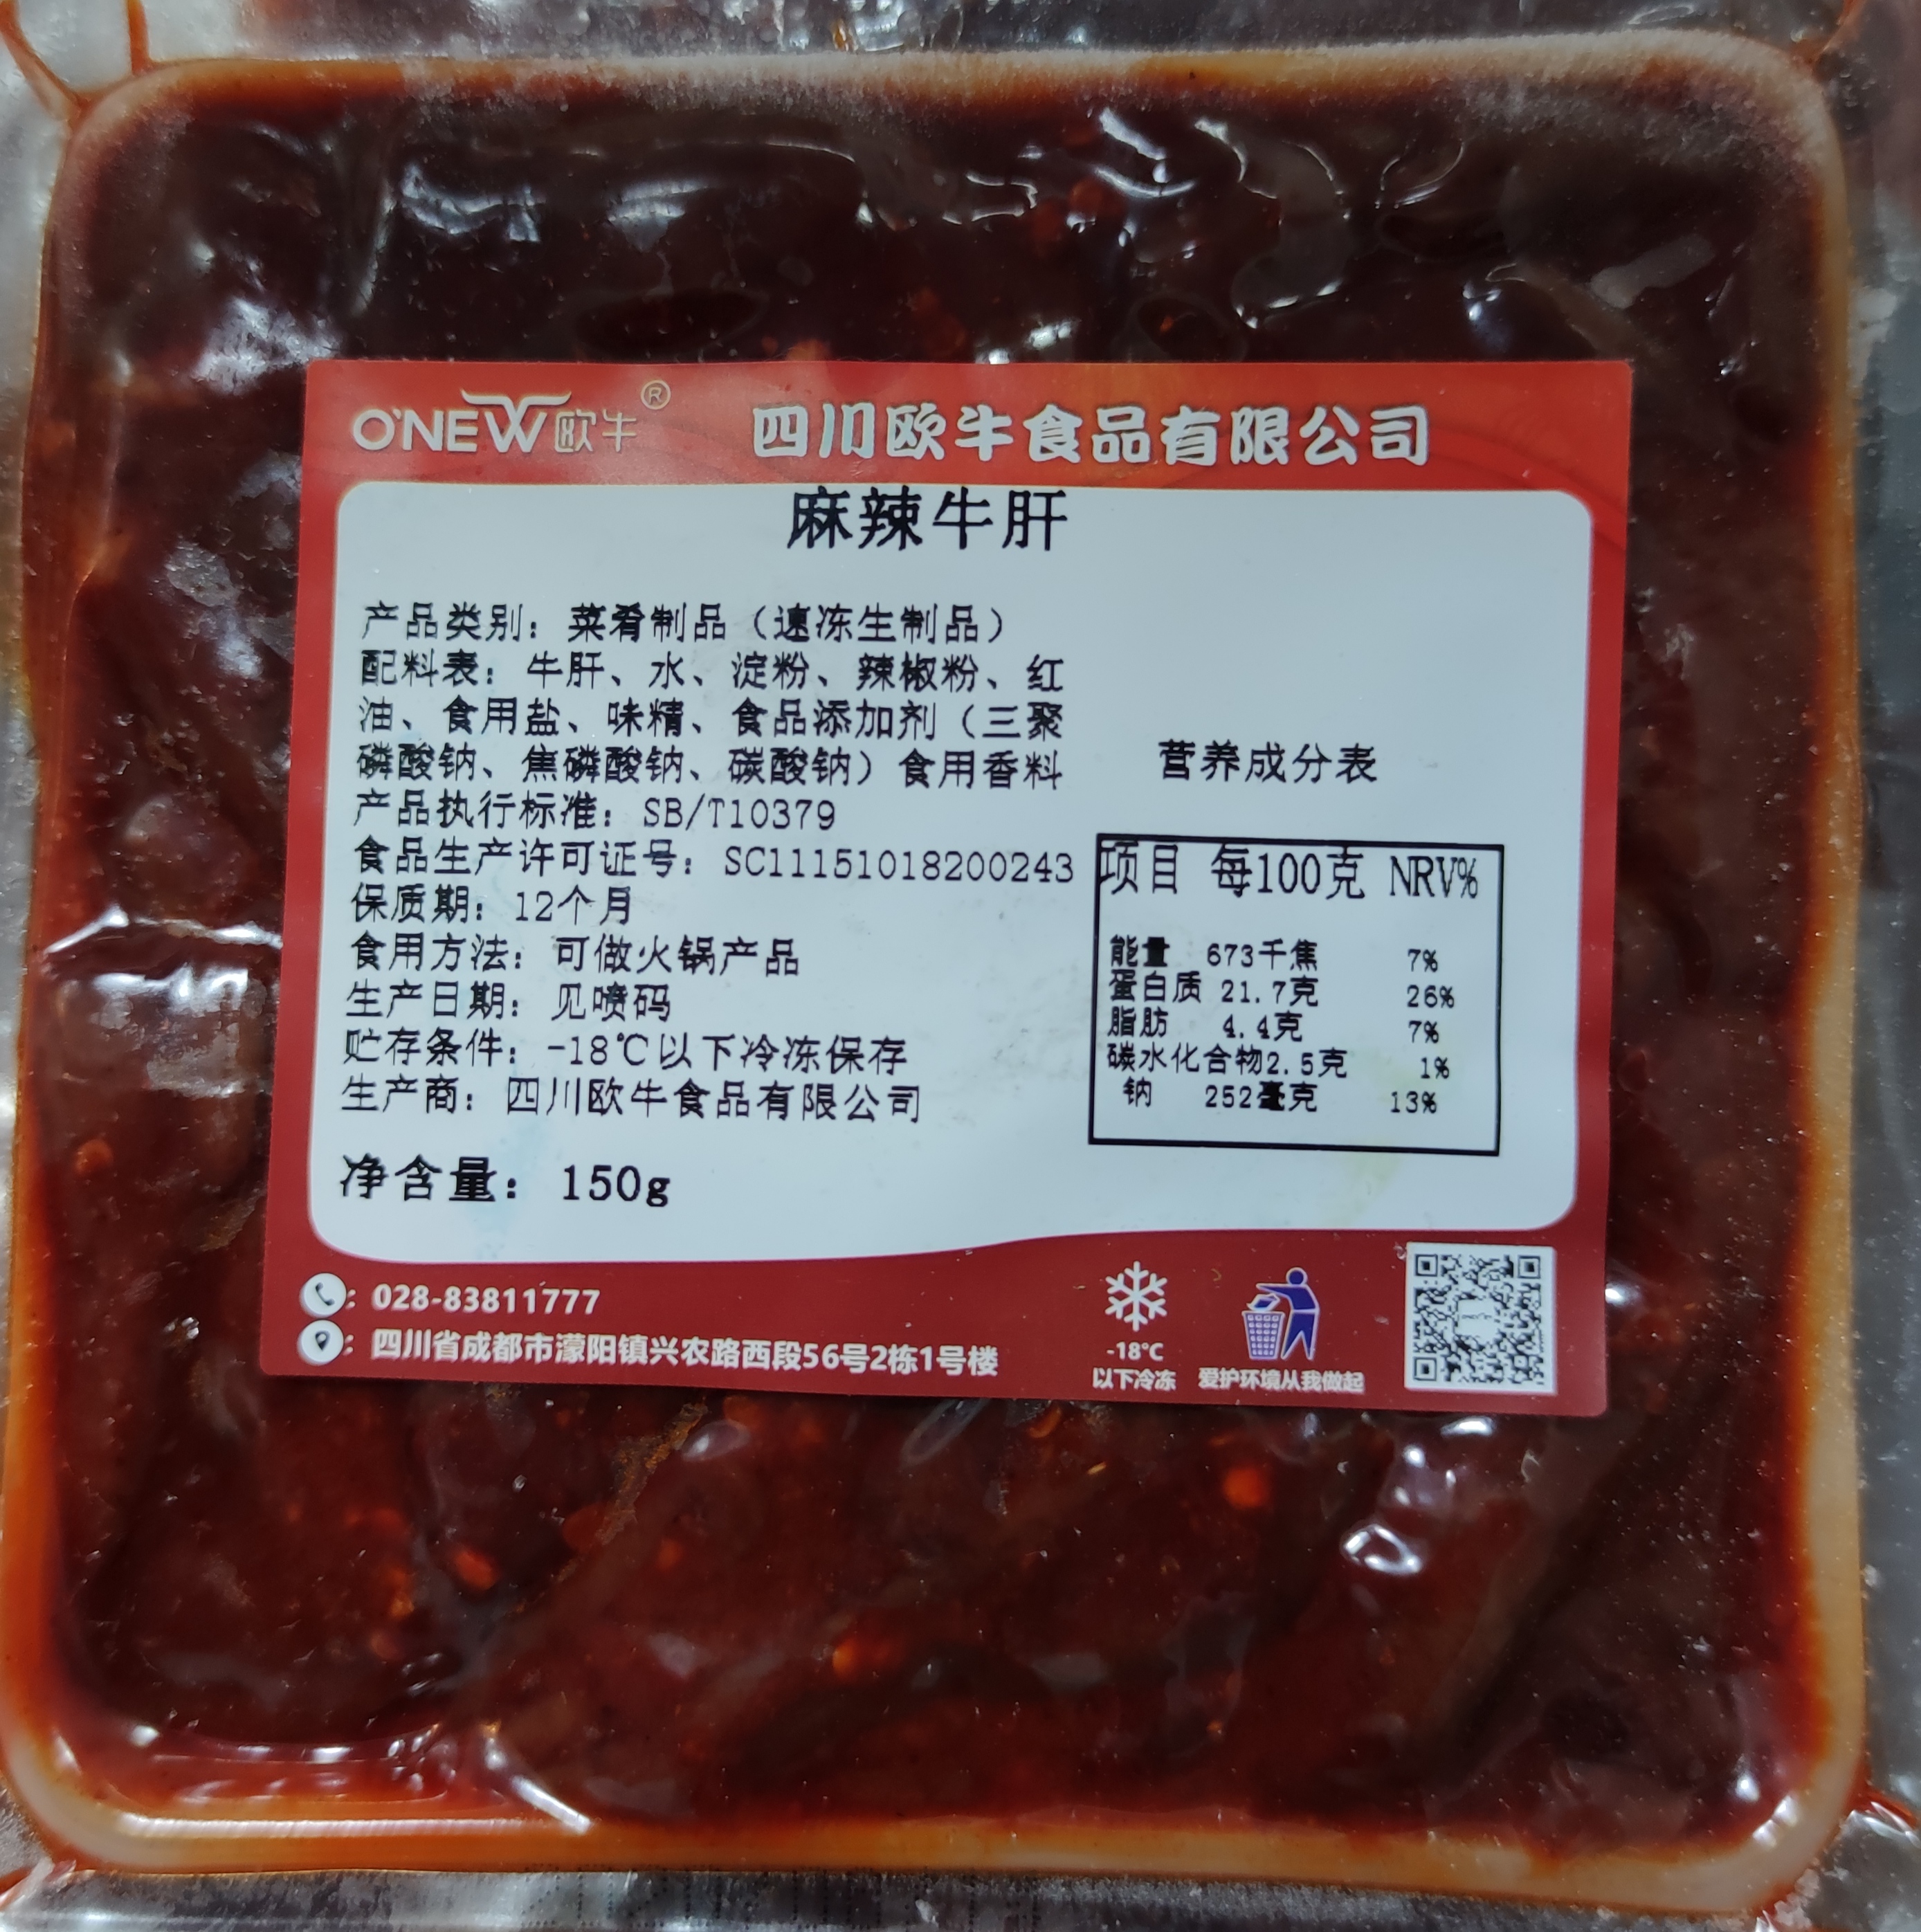 O'NEW欧牛® 四川欧牛食品有限公司
麻辣牛肝
产品类别：菜肴制品（速冻生制品）
配料表：牛肝、水、淀粉、辣椒粉、红
油、食用盐、味精、食品添加剂（三聚
磷酸钠、焦磷酸钠、碳酸钠）食用香料
产品执行标准：SB/T10379
食品生产许可证号：SC11151018200243
保质期：12个月
食用方法：可做火锅产品
生产日期：见喷码
贮存条件：-18℃以下冷冻保存
生产商：四川欧牛食品有限公司
净含量：150g
营养成分表
项目 每100克 NRV%
能量 673千焦 7%
蛋白质 21.7克 26%
脂肪 4.4克 7%
碳水化合物2.5克 1%
钠 252毫克 13%
：028-83811777
：四川省成都市濛阳镇兴农路西段56号2栋1号楼
-18℃
以下冷冻
爱护环境从我做起